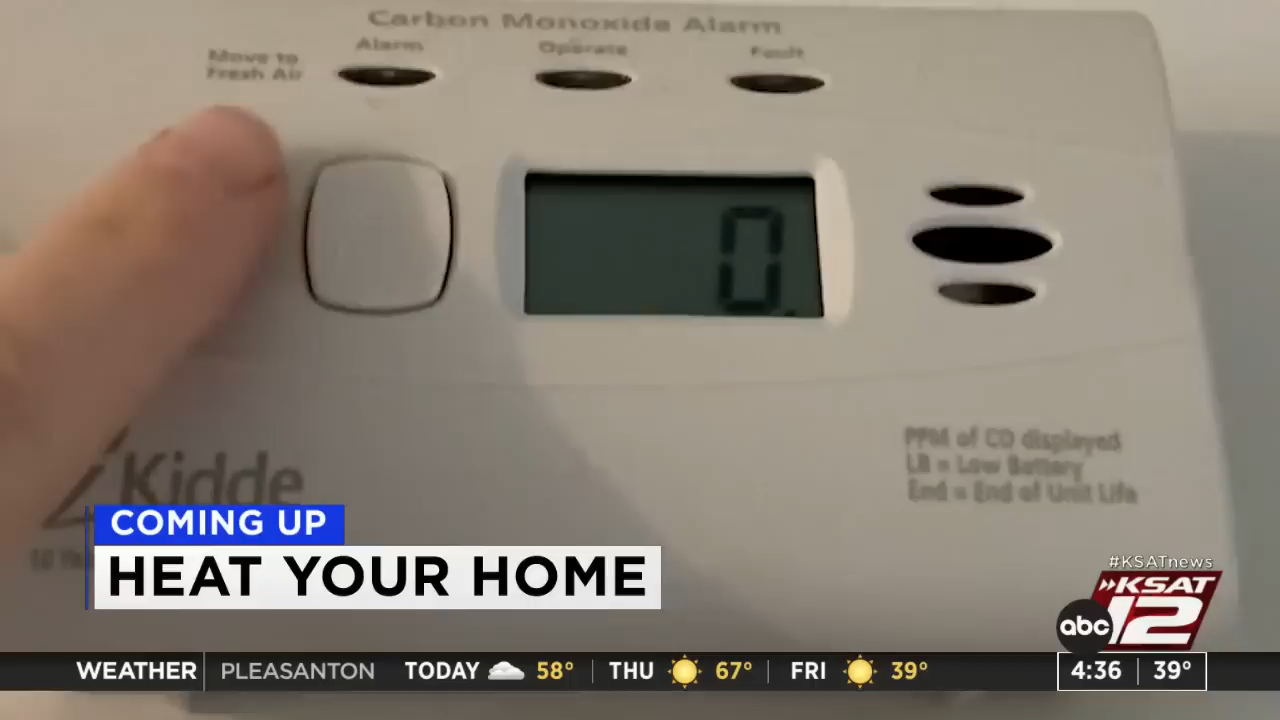 Carbon Monoxide Alarm
Move to
Fresh Air
Alarm
Operate
Fault
0
PPM of CO displayed
LB = Low Battery
End = End of Unit Life
Kidde
COMING UP
HEAT YOUR HOME
#KSATnews
KSAT
abc 12
WEATHER PLEASANTON TODAY 58° THU 67° FRI 39° 4:36 39°